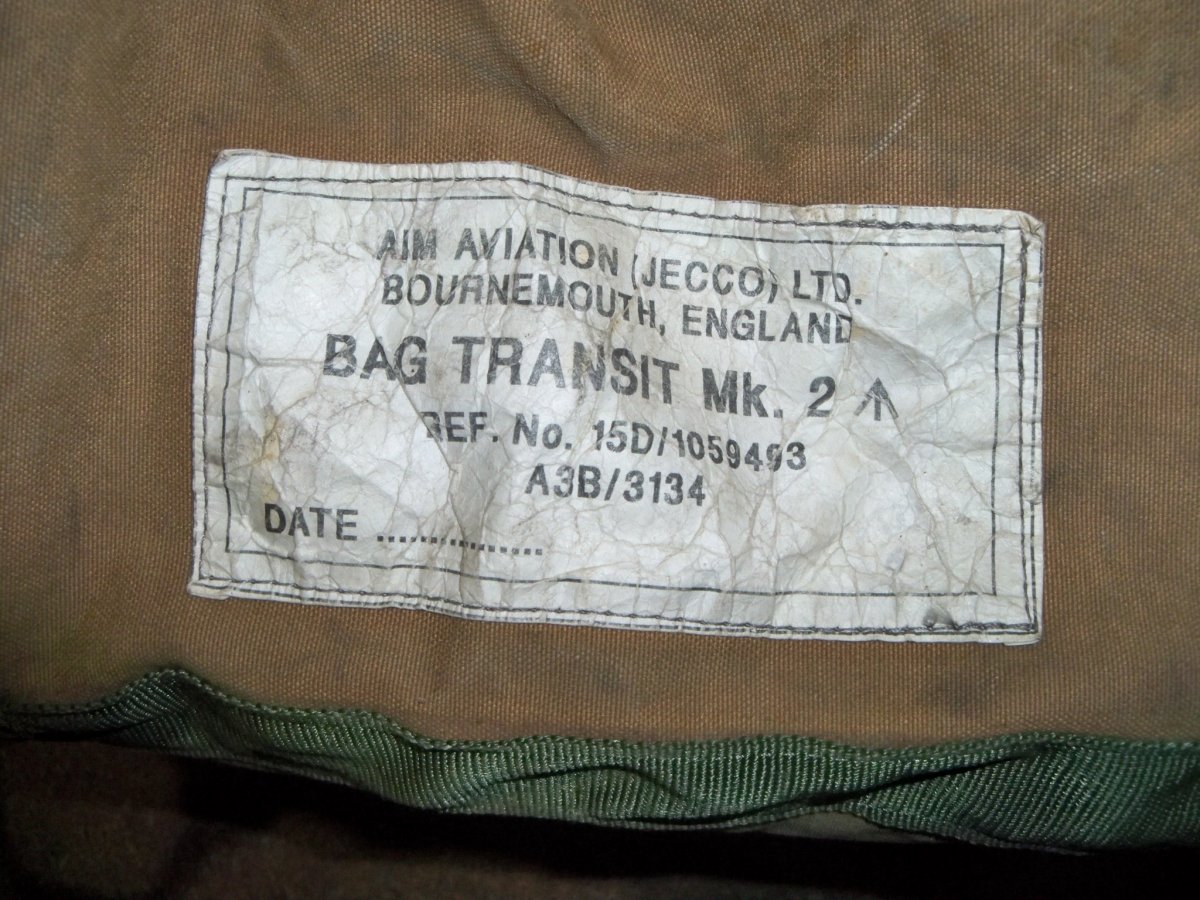 AIM AVIATION (JECCO) LTD.
BOURNEMOUTH, ENGLAND
BAG TRANSIT Mk. 2 ↑
REF. No. 15D/1059493
A3B/3134
DATE ................